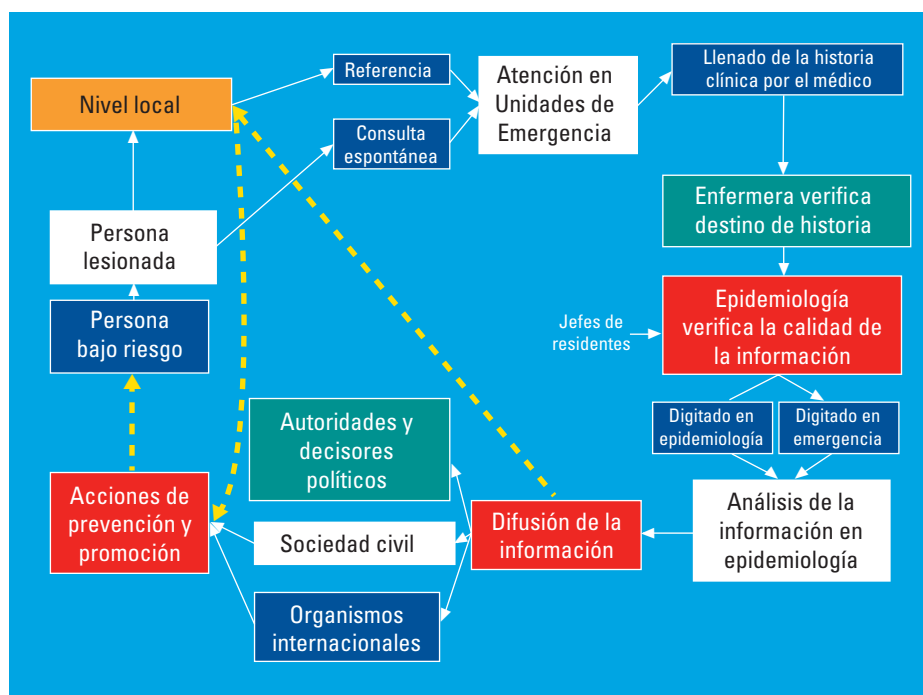 Nivel local
Referencia
Consulta
espontánea
Atención en
Unidades de
Emergencia
Llenado de la historia
clínica por el médico
Enfermera verifica
destino de historia
Persona
lesionada
Persona
bajo riesgo
Jefes de
residentes
Epidemiología
verifica la calidad de
la información
Digitado en
epidemiología
Digitado en
emergencia
Autoridades y
decisores
políticos
Acciones de
prevención y
promoción
Sociedad civil
Difusión de la
información
Análisis de la
información en
epidemiología
Organismos
internacionales